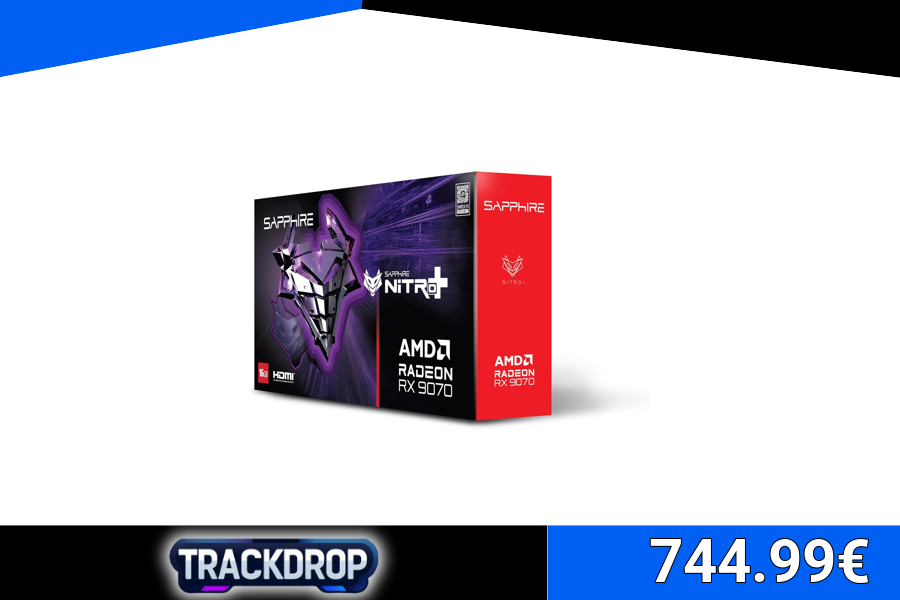 SAPPHIRE
SAPPHIRE
NITRO+
AMD
RADEON
RX 9070
16GB
HDMI
SAPPHIRE
NITRO+
AMD
RADEON
RX 9070
TRACKDROP
744.99€